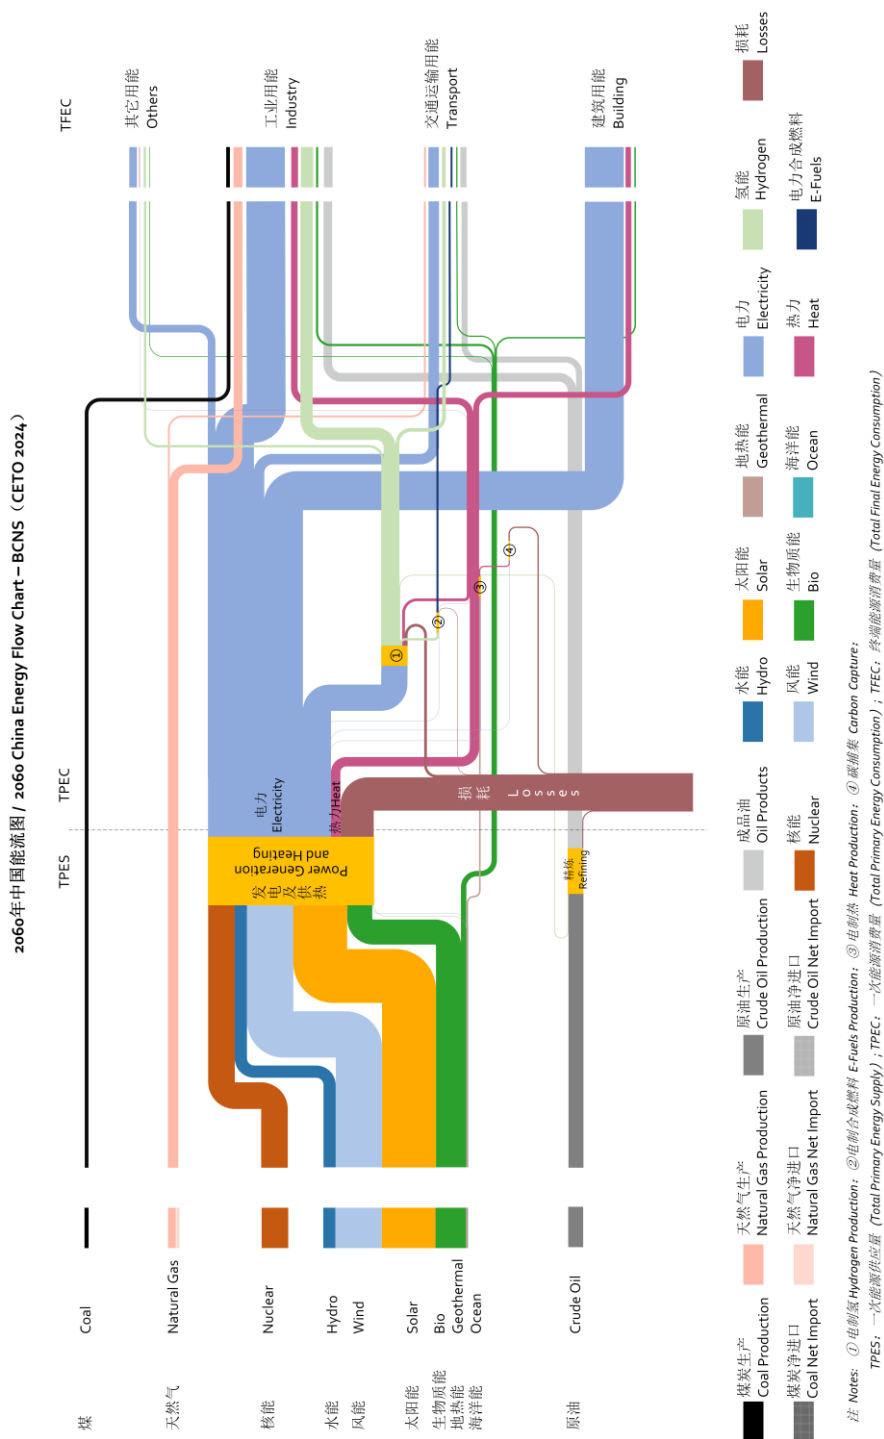 2060年中国能流图 / 2060 China Energy Flow Chart – BCNS（CETO 2024）
TPES
TPEC
TFEC
煤
Coal
天然气
Natural Gas
核能
Nuclear
水能
Hydro
风能
Wind
太阳能
Solar
生物质能
Bio
地热能
Geothermal
海洋能
Ocean
原油
Crude Oil
发电及供热
Power Generation
and Heating
电力
Electricity
热力Heat
损耗 Losses
精炼
Refining
①
②
③
④
其它用能
Others
工业用能
Industry
交通运输用能
Transport
建筑用能
Building
煤炭生产
Coal Production
天然气生产
Natural Gas Production
原油生产
Crude Oil Production
成品油
Oil Products
水能
Hydro
太阳能
Solar
地热能
Geothermal
电力
Electricity
氢能
Hydrogen
损耗
Losses
煤炭净进口
Coal Net Import
天然气净进口
Natural Gas Net Import
原油净进口
Crude Oil Net Import
核能
Nuclear
风能
Wind
生物质能
Bio
海洋能
Ocean
热力
Heat
电力合成燃料
E-Fuels
注 Notes: ①电制氢 Hydrogen Production; ②电制合成燃料 E-Fuels Production; ③电制热 Heat Production; ④碳捕集 Carbon Capture;
TPES: 一次能源供应量 (Total Primary Energy Supply) ; TPEC: 一次能源消费量 (Total Primary Energy Consumption) ; TFEC: 终端能源消费量 (Total Final Energy Consumption)